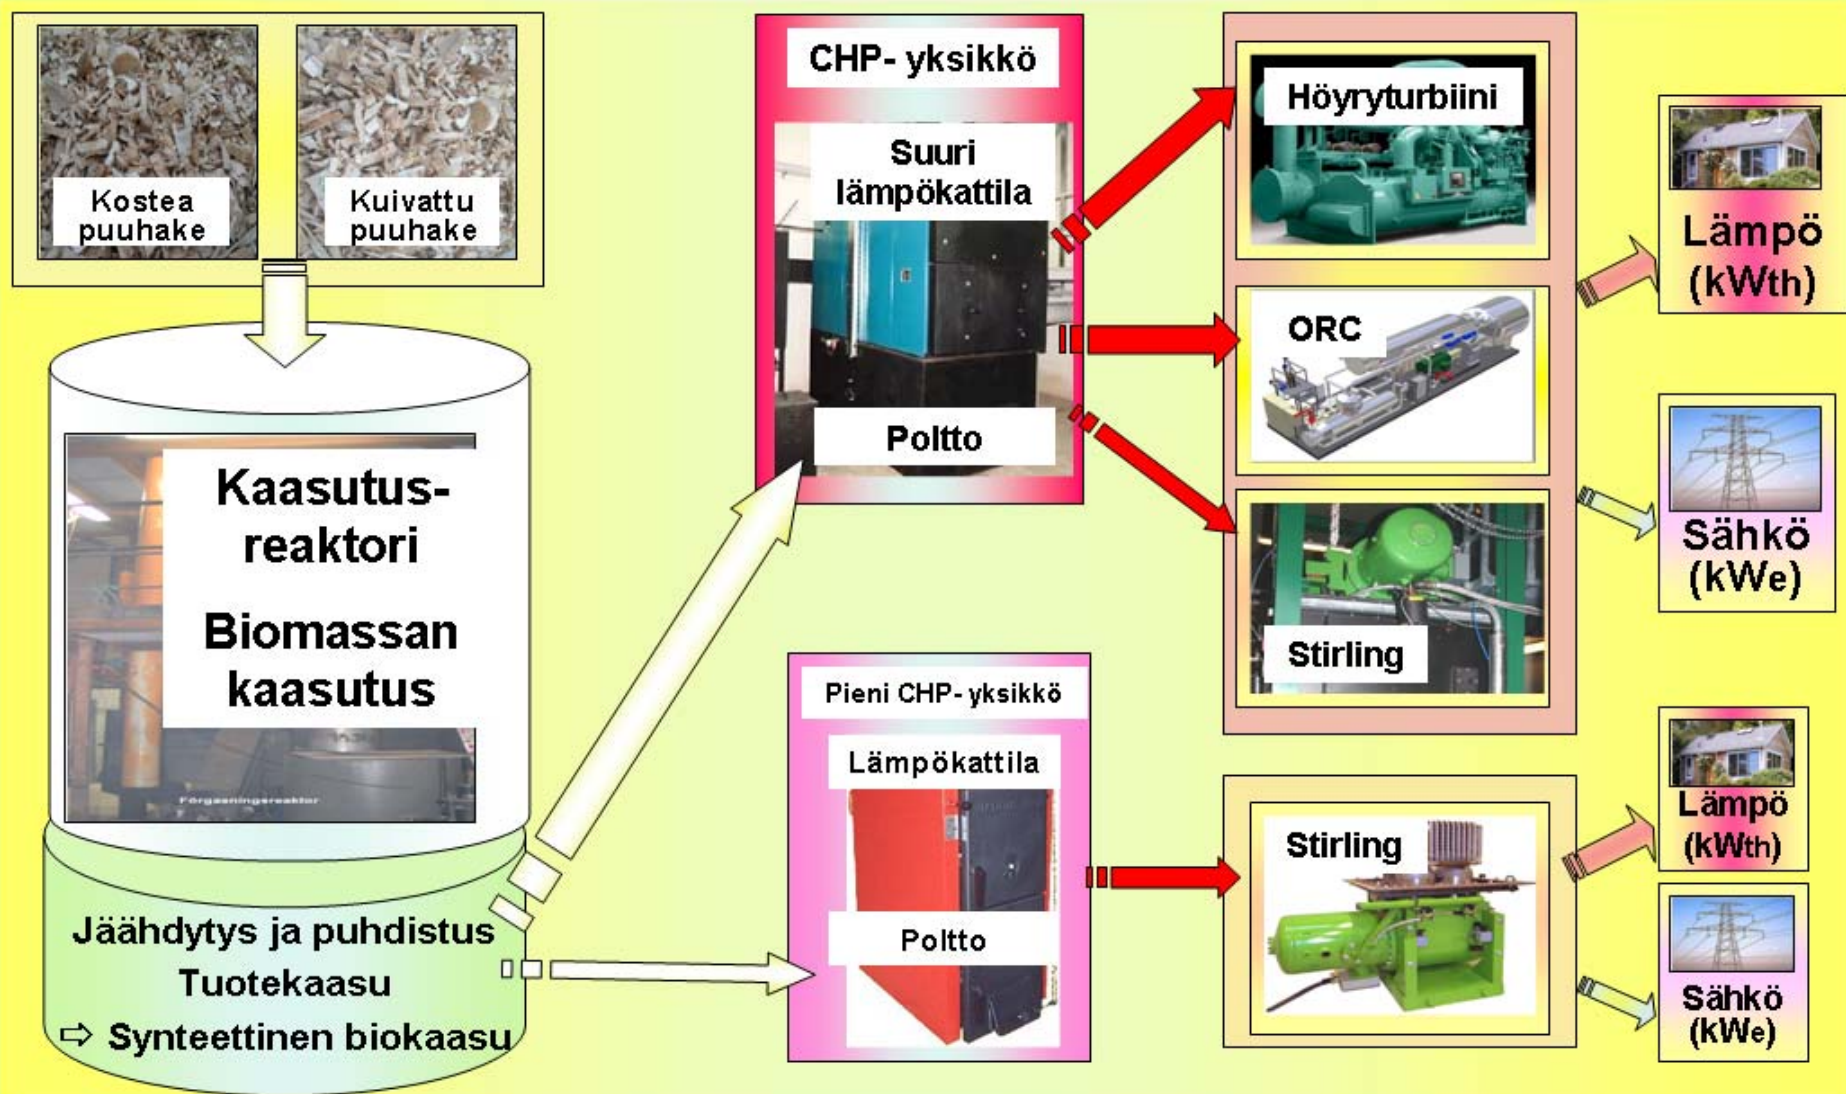 Kostea
puuhake
Kuivattu
puuhake
Kaasutus-
reaktori
Biomassan
kaasutus
Förgasningsreaktor
Jäähdytys ja puhdistus
Tuotekaasu
⇨ Synteettinen biokaasu
CHP- yksikkö
Suuri
lämpökattila
Poltto
Pieni CHP- yksikkö
Lämpökattila
Poltto
Höyryturbiini
ORC
Stirling
Stirling
Lämpö
(kWth)
Sähkö
(kWe)
Lämpö
(kWth)
Sähkö
(kWe)